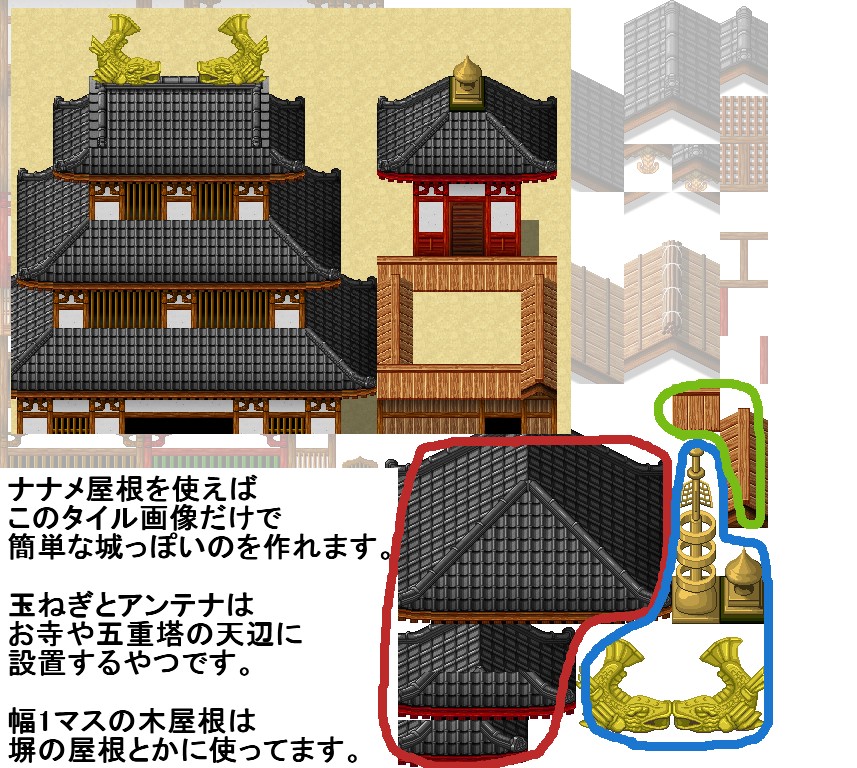 ナナメ屋根を使えば
このタイル画像だけで
簡単な城っぽいのを作れます。
玉ねぎとアンテナは
お寺や五重塔の天辺に
設置するやつです。
幅1マスの木屋根は
塀の屋根とかに使ってます。